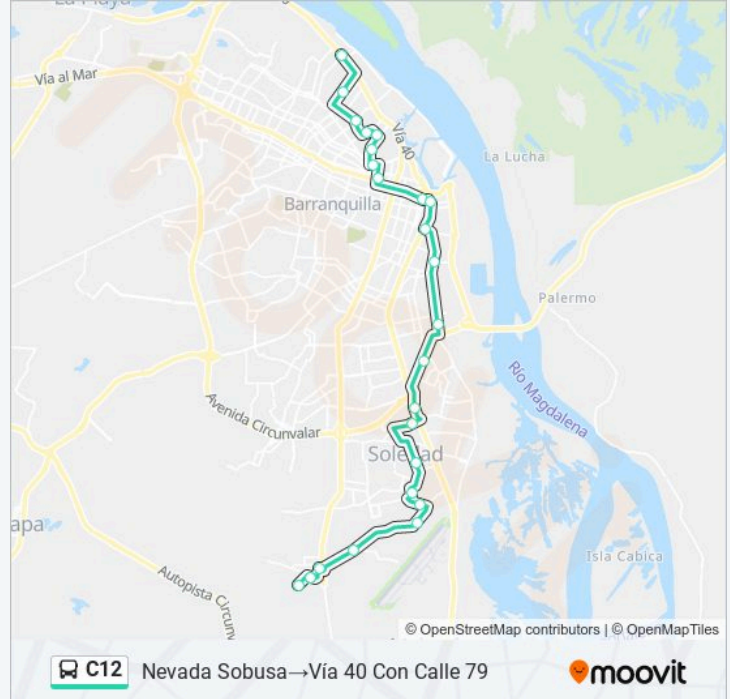 La Playa
Vía al Mar
Vía 40
La Lucha
Barranquilla
Palermo
Río Magdalena
Avenida Circunvalar
Soledad
apa
Isla Cabica
Autopista Circunv
© OpenStreetMap contributors | © OpenMapTiles
C12 Nevada Sobusa→Vía 40 Con Calle 79 moovit